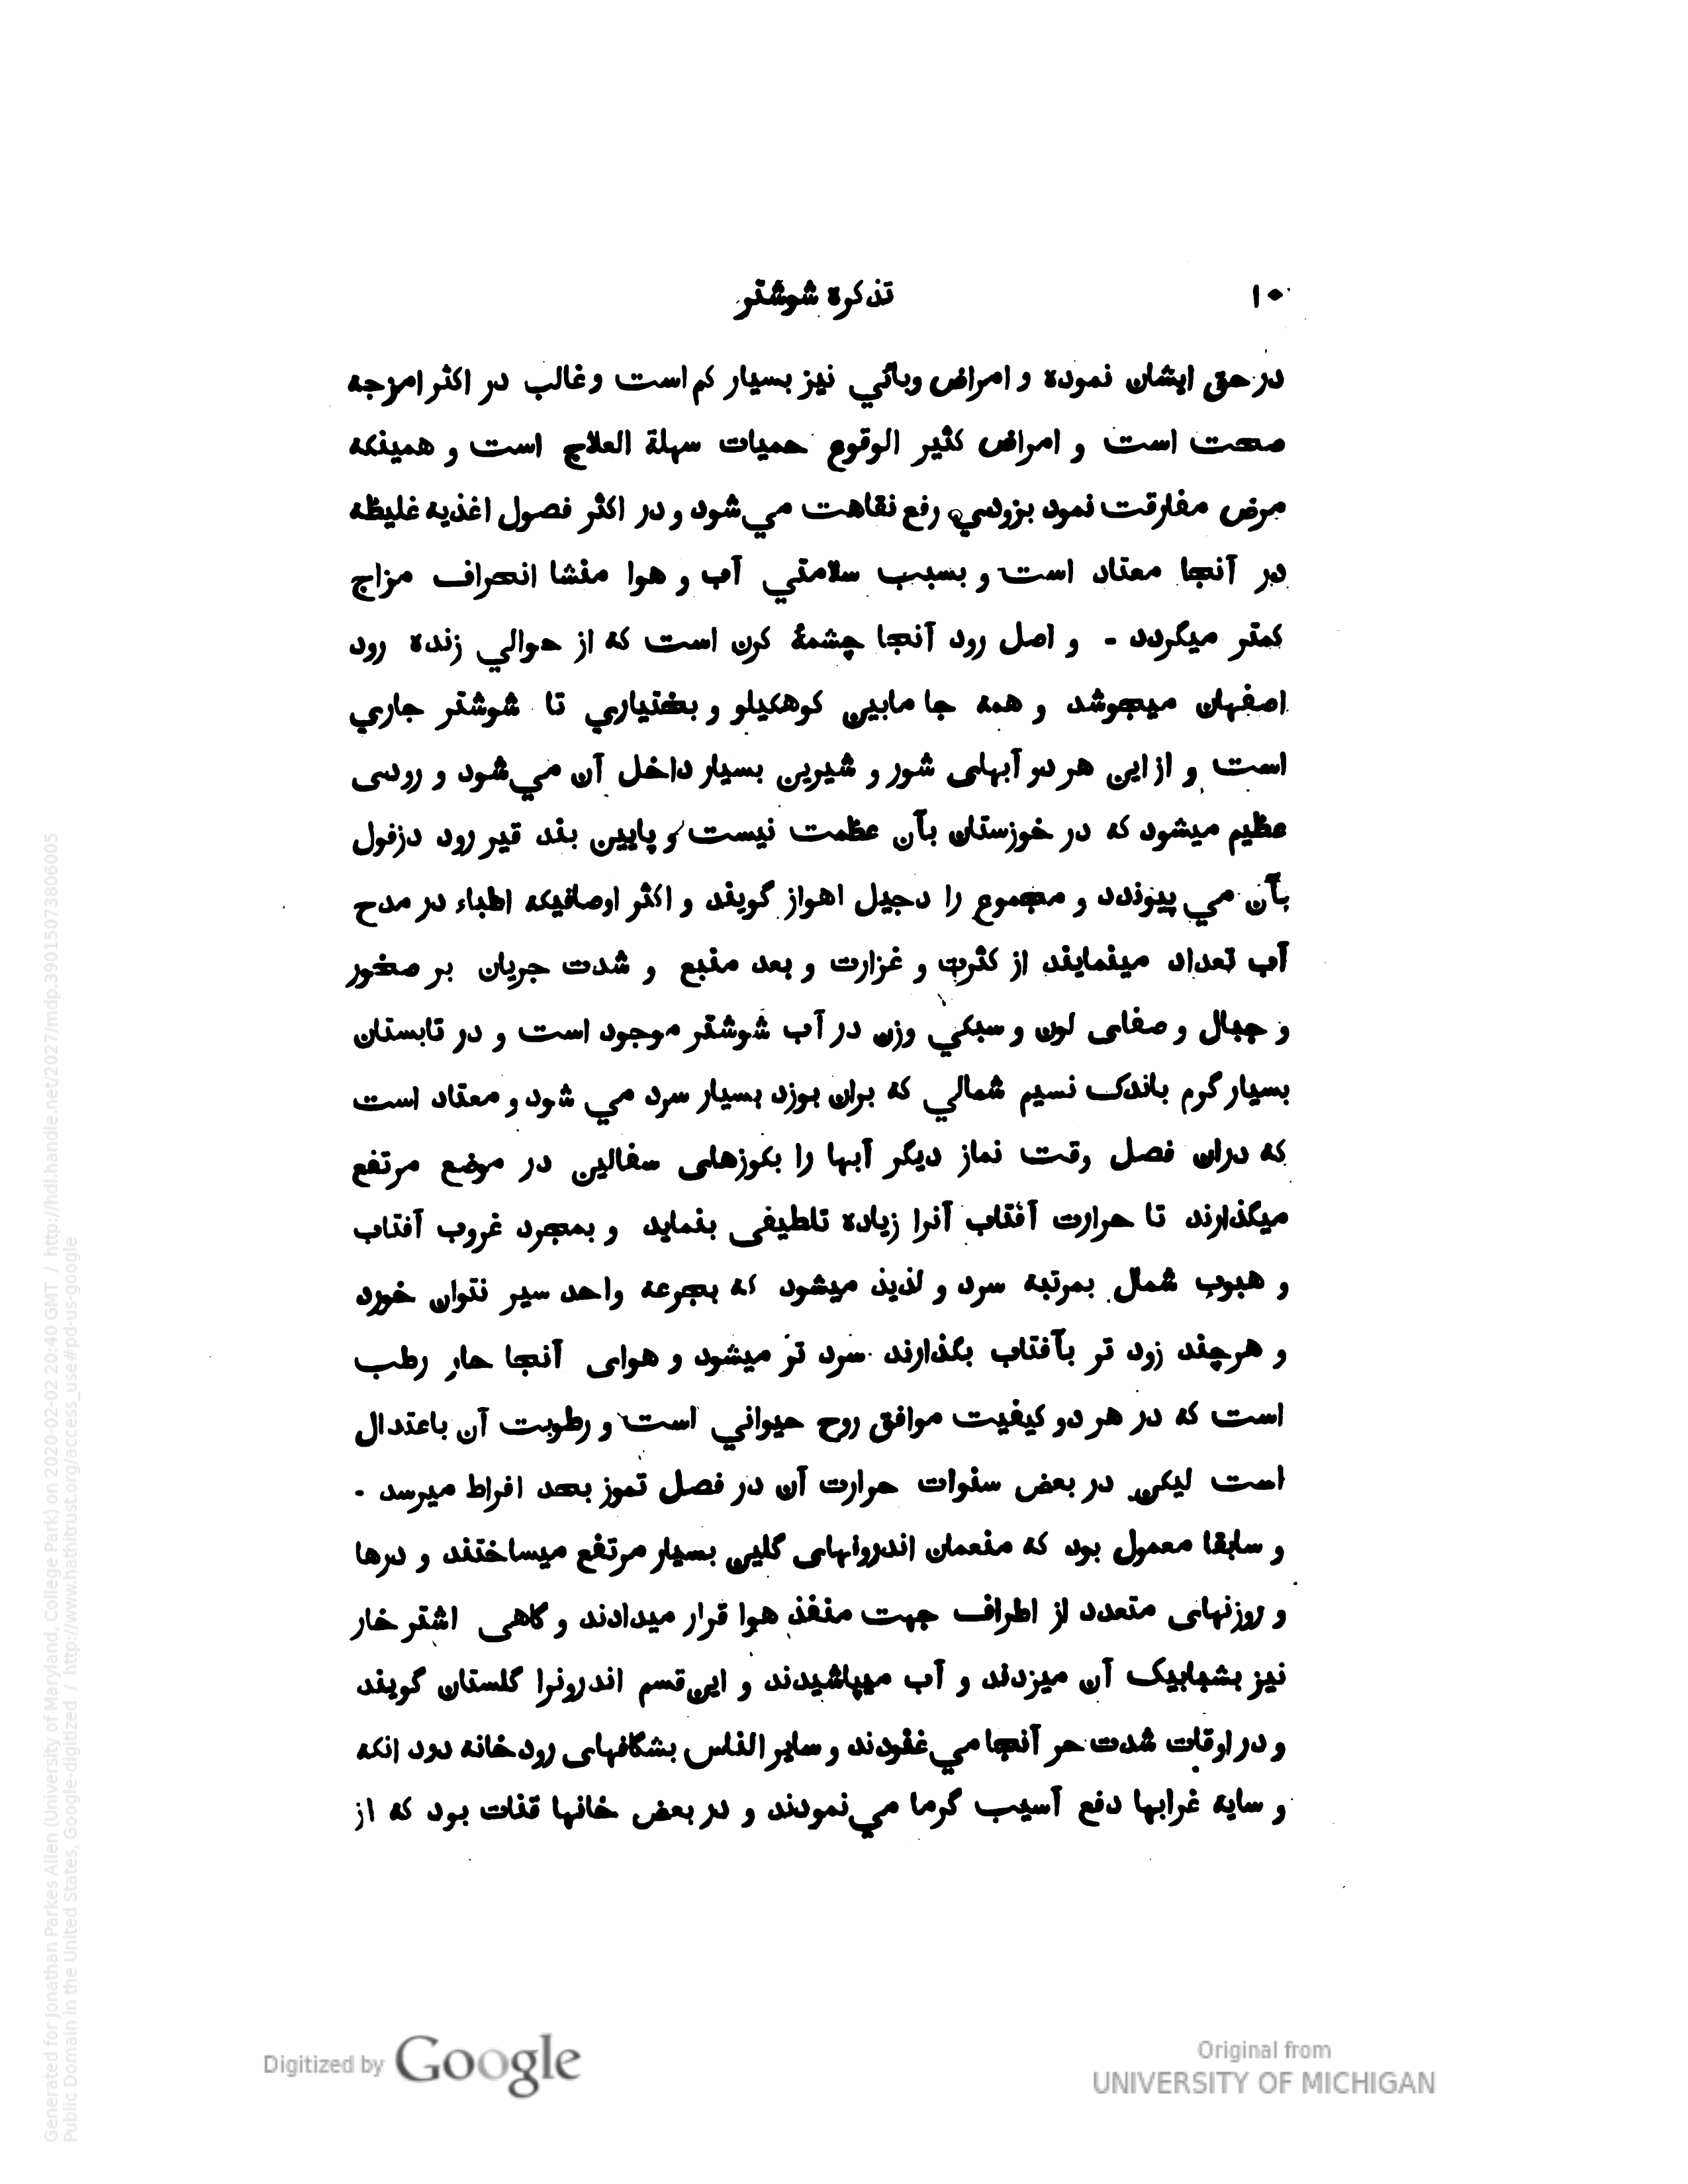 ۱۰ تذکرة شوشتر
در حق ایشان نموده و امراض وبائي نیز بسیار کم است و غالب در اکثر امزجه
صحت است و امراض کثیر الوقوع حمیات سهلة العلاج است و همینکه
مرض مفارقت نمود بزودي رفع نقاهت مي‌شود و در اکثر فصول اغذیه غلیظه
در آنجا معتاد است و بسبب سلامتي آب و هوا منشا انحراف مزاج
کمتر میگردد - و اصل رود آنجا چشمهٔ کرن است که از حوالي زنده رود
اصفهان میجوشد و همه جا مابین کوهکیلو و بختیاري تا شوشتر جاري
است و از این هر دو آبهای شور و شیرین بسیار داخل آن مي‌شود و رودی
عظیم میشود که در خوزستان بآن عظمت نیست و پایین بند قیر رود دزفول
بآن مي پیوندد و مجموع را دجیل اهواز گویند و اکثر اوصافیکه اطباء در مدح
آب تعداد مینمایند از کثرت و غزارت و بعد منبع و شدت جریان بر صخور
و جبال و صفای لون و سبکي وزن در آب شوشتر موجود است و در تابستان
بسیار گرم باندک نسیم شمالي که بران بوزد بسیار سرد مي شود و معتاد است
که دران فصل وقت نماز دیگر آبها را بکوزهای سفالین در موضع مرتفع
میگذارند تا حرارت آفتاب آنرا زیاده تلطیفی بنماید و بمجرد غروب آفتاب
و هبوب شمال بمرتبه سرد و لذیذ میشود که بجرعه واحد سیر نتوان خورد
و هرچند زود تر بآفتاب بگذارند سرد تر میشود و هوای آنجا حار رطب
است که در هر دو کیفیت موافق روح حیواني است و رطوبت آن باعتدال
است لیکن در بعض سنوات حرارت آن در فصل تموز بحد افراط میرسد -
و سابقا معمول بود که منعمان اندرونهای گلین بسیار مرتفع میساختند و درها
و روزنهای متعدد از اطراف جهت منفذ هوا قرار میدادند و گاهی اشتر خار
نیز بشبابیک آن میزدند و آب میپاشیدند و این‌قسم اندرونرا گلستان گویند
و در اوقات شدت حر آنجا مي‌غنودند و سایر الناس بشکافهای رودخانه دود انکه
و سایه غرابها دفع آسیب گرما مي‌نمودند و در بعض خانها قنات بود که از
Generated for Jonathan Parkes Allen (University of Maryland, College Park) on 2020-02-02 20:40 GMT / http://hdl.handle.net/2027/mdp.39015073806005
Public Domain in the United States, Google-digitized / http://www.hathitrust.org/access_use#pd-us-google
Digitized by Google
Original from
UNIVERSITY OF MICHIGAN